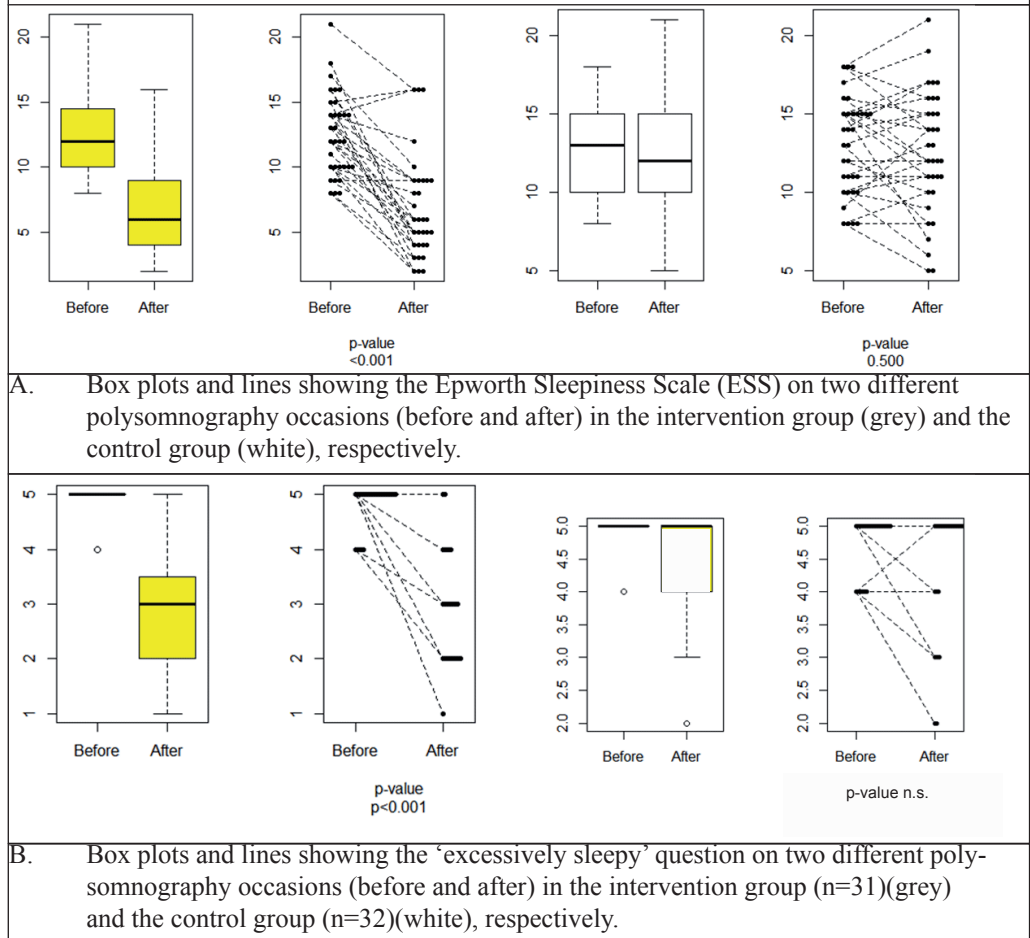 20
15
10
5
Before After
20
15
10
5
Before After
p-value
<0.001
20
15
10
5
Before After
20
15
10
5
Before After
p-value
0.500
A. Box plots and lines showing the Epworth Sleepiness Scale (ESS) on two different
polysomnography occasions (before and after) in the intervention group (grey) and the
control group (white), respectively.
5
4
3
2
1
Before After
5
4
3
2
1
Before After
p-value
p<0.001
5.0
4.5
4.0
3.5
3.0
2.5
2.0
Before After
5.0
4.5
4.0
3.5
3.0
2.5
2.0
Before After
p-value n.s.
B. Box plots and lines showing the ‘excessively sleepy’ question on two different poly-
somnography occasions (before and after) in the intervention group (n=31)(grey)
and the control group (n=32)(white), respectively.